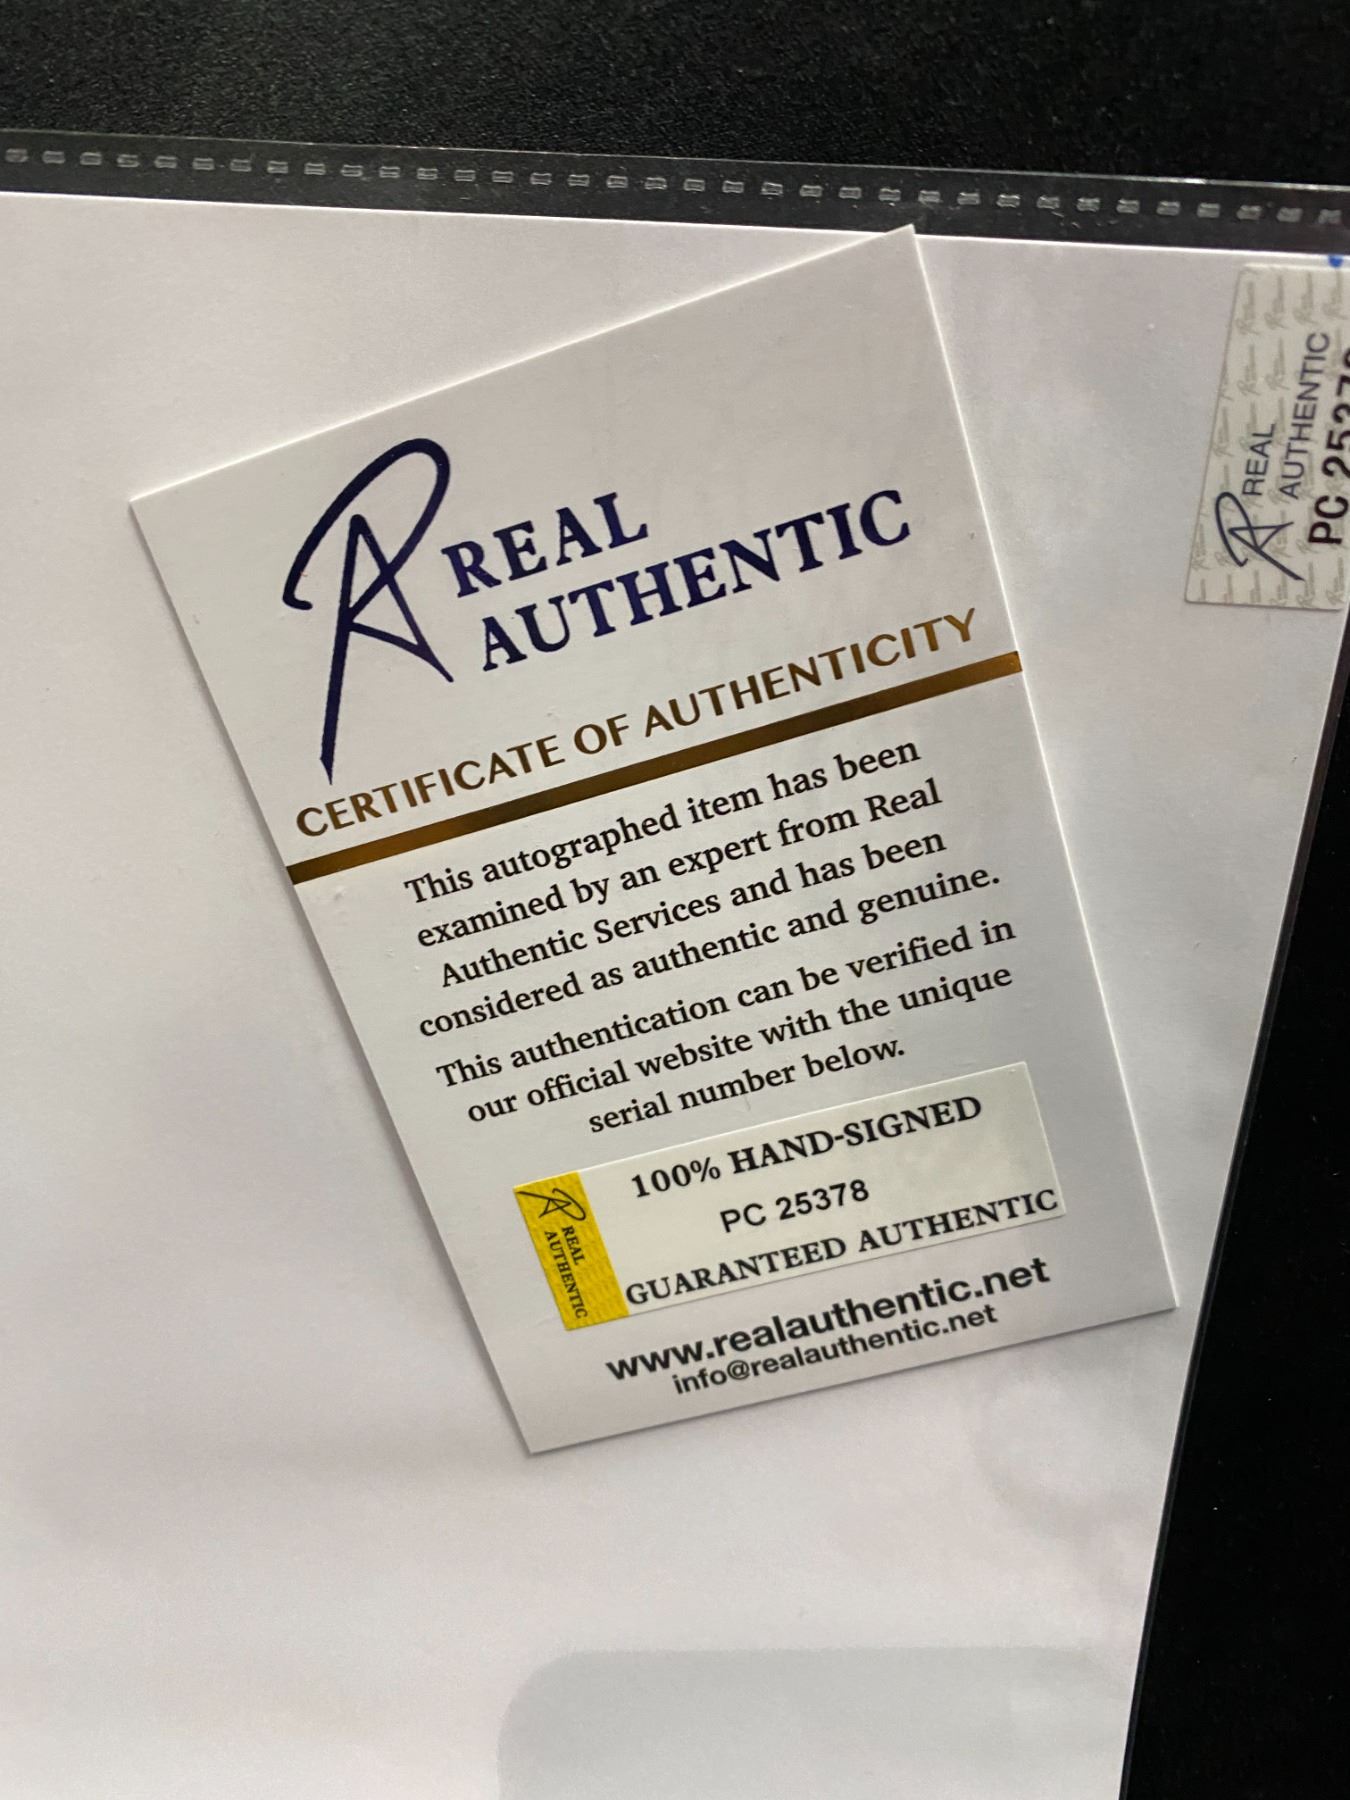 REAL
AUTHENTIC
CERTIFICATE OF AUTHENTICITY
This autographed item has been
examined by an expert from Real
Authentic Services and has been
considered as authentic and genuine.
This authentication can be verified in
our official website with the unique
serial number below.
100% HAND-SIGNED
PC 25378
GUARANTEED AUTHENTIC
REAL
AUTHENTIC
www.realauthentic.net
info@realauthentic.net
REAL
AUTHENTIC
PC 25378